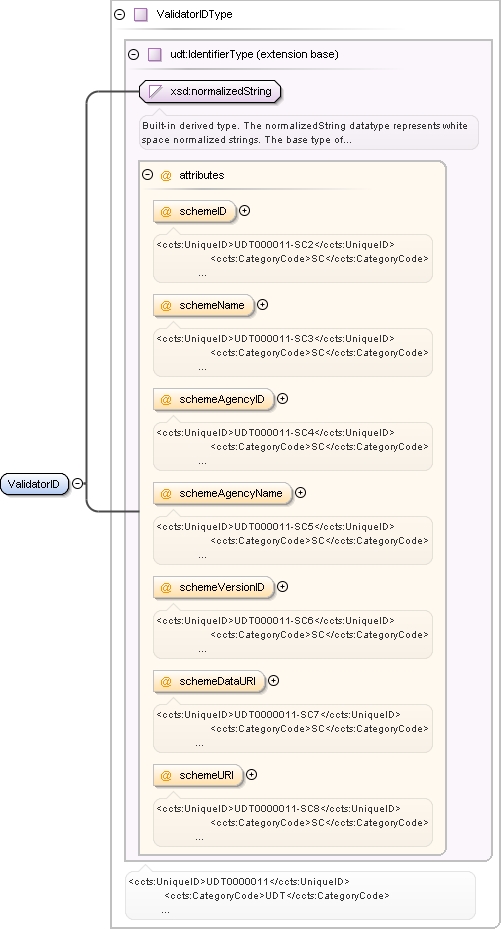 ValidatorIDType
udt:IdentifierType (extension base)
xsd:normalizedString
Built-in derived type. The normalizedString datatype represents white
space normalized strings. The base type of...
@ attributes
@ schemeID
<ccts:UniqueID>UDT000011-SC2</ccts:UniqueID>
<ccts:CategoryCode>SC</ccts:CategoryCode>
...
@ schemeName
<ccts:UniqueID>UDT000011-SC3</ccts:UniqueID>
<ccts:CategoryCode>SC</ccts:CategoryCode>
...
@ schemeAgencyID
<ccts:UniqueID>UDT000011-SC4</ccts:UniqueID>
<ccts:CategoryCode>SC</ccts:CategoryCode>
...
ValidatorID
@ schemeAgencyName
<ccts:UniqueID>UDT000011-SC5</ccts:UniqueID>
<ccts:CategoryCode>SC</ccts:CategoryCode>
...
@ schemeVersionID
<ccts:UniqueID>UDT000011-SC6</ccts:UniqueID>
<ccts:CategoryCode>SC</ccts:CategoryCode>
...
@ schemeDataURI
<ccts:UniqueID>UDT0000011-SC7</ccts:UniqueID>
<ccts:CategoryCode>SC</ccts:CategoryCode>
...
@ schemeURI
<ccts:UniqueID>UDT0000011-SC8</ccts:UniqueID>
<ccts:CategoryCode>SC</ccts:CategoryCode>
...
<ccts:UniqueID>UDT0000011</ccts:UniqueID>
<ccts:CategoryCode>UDT</ccts:CategoryCode>
...